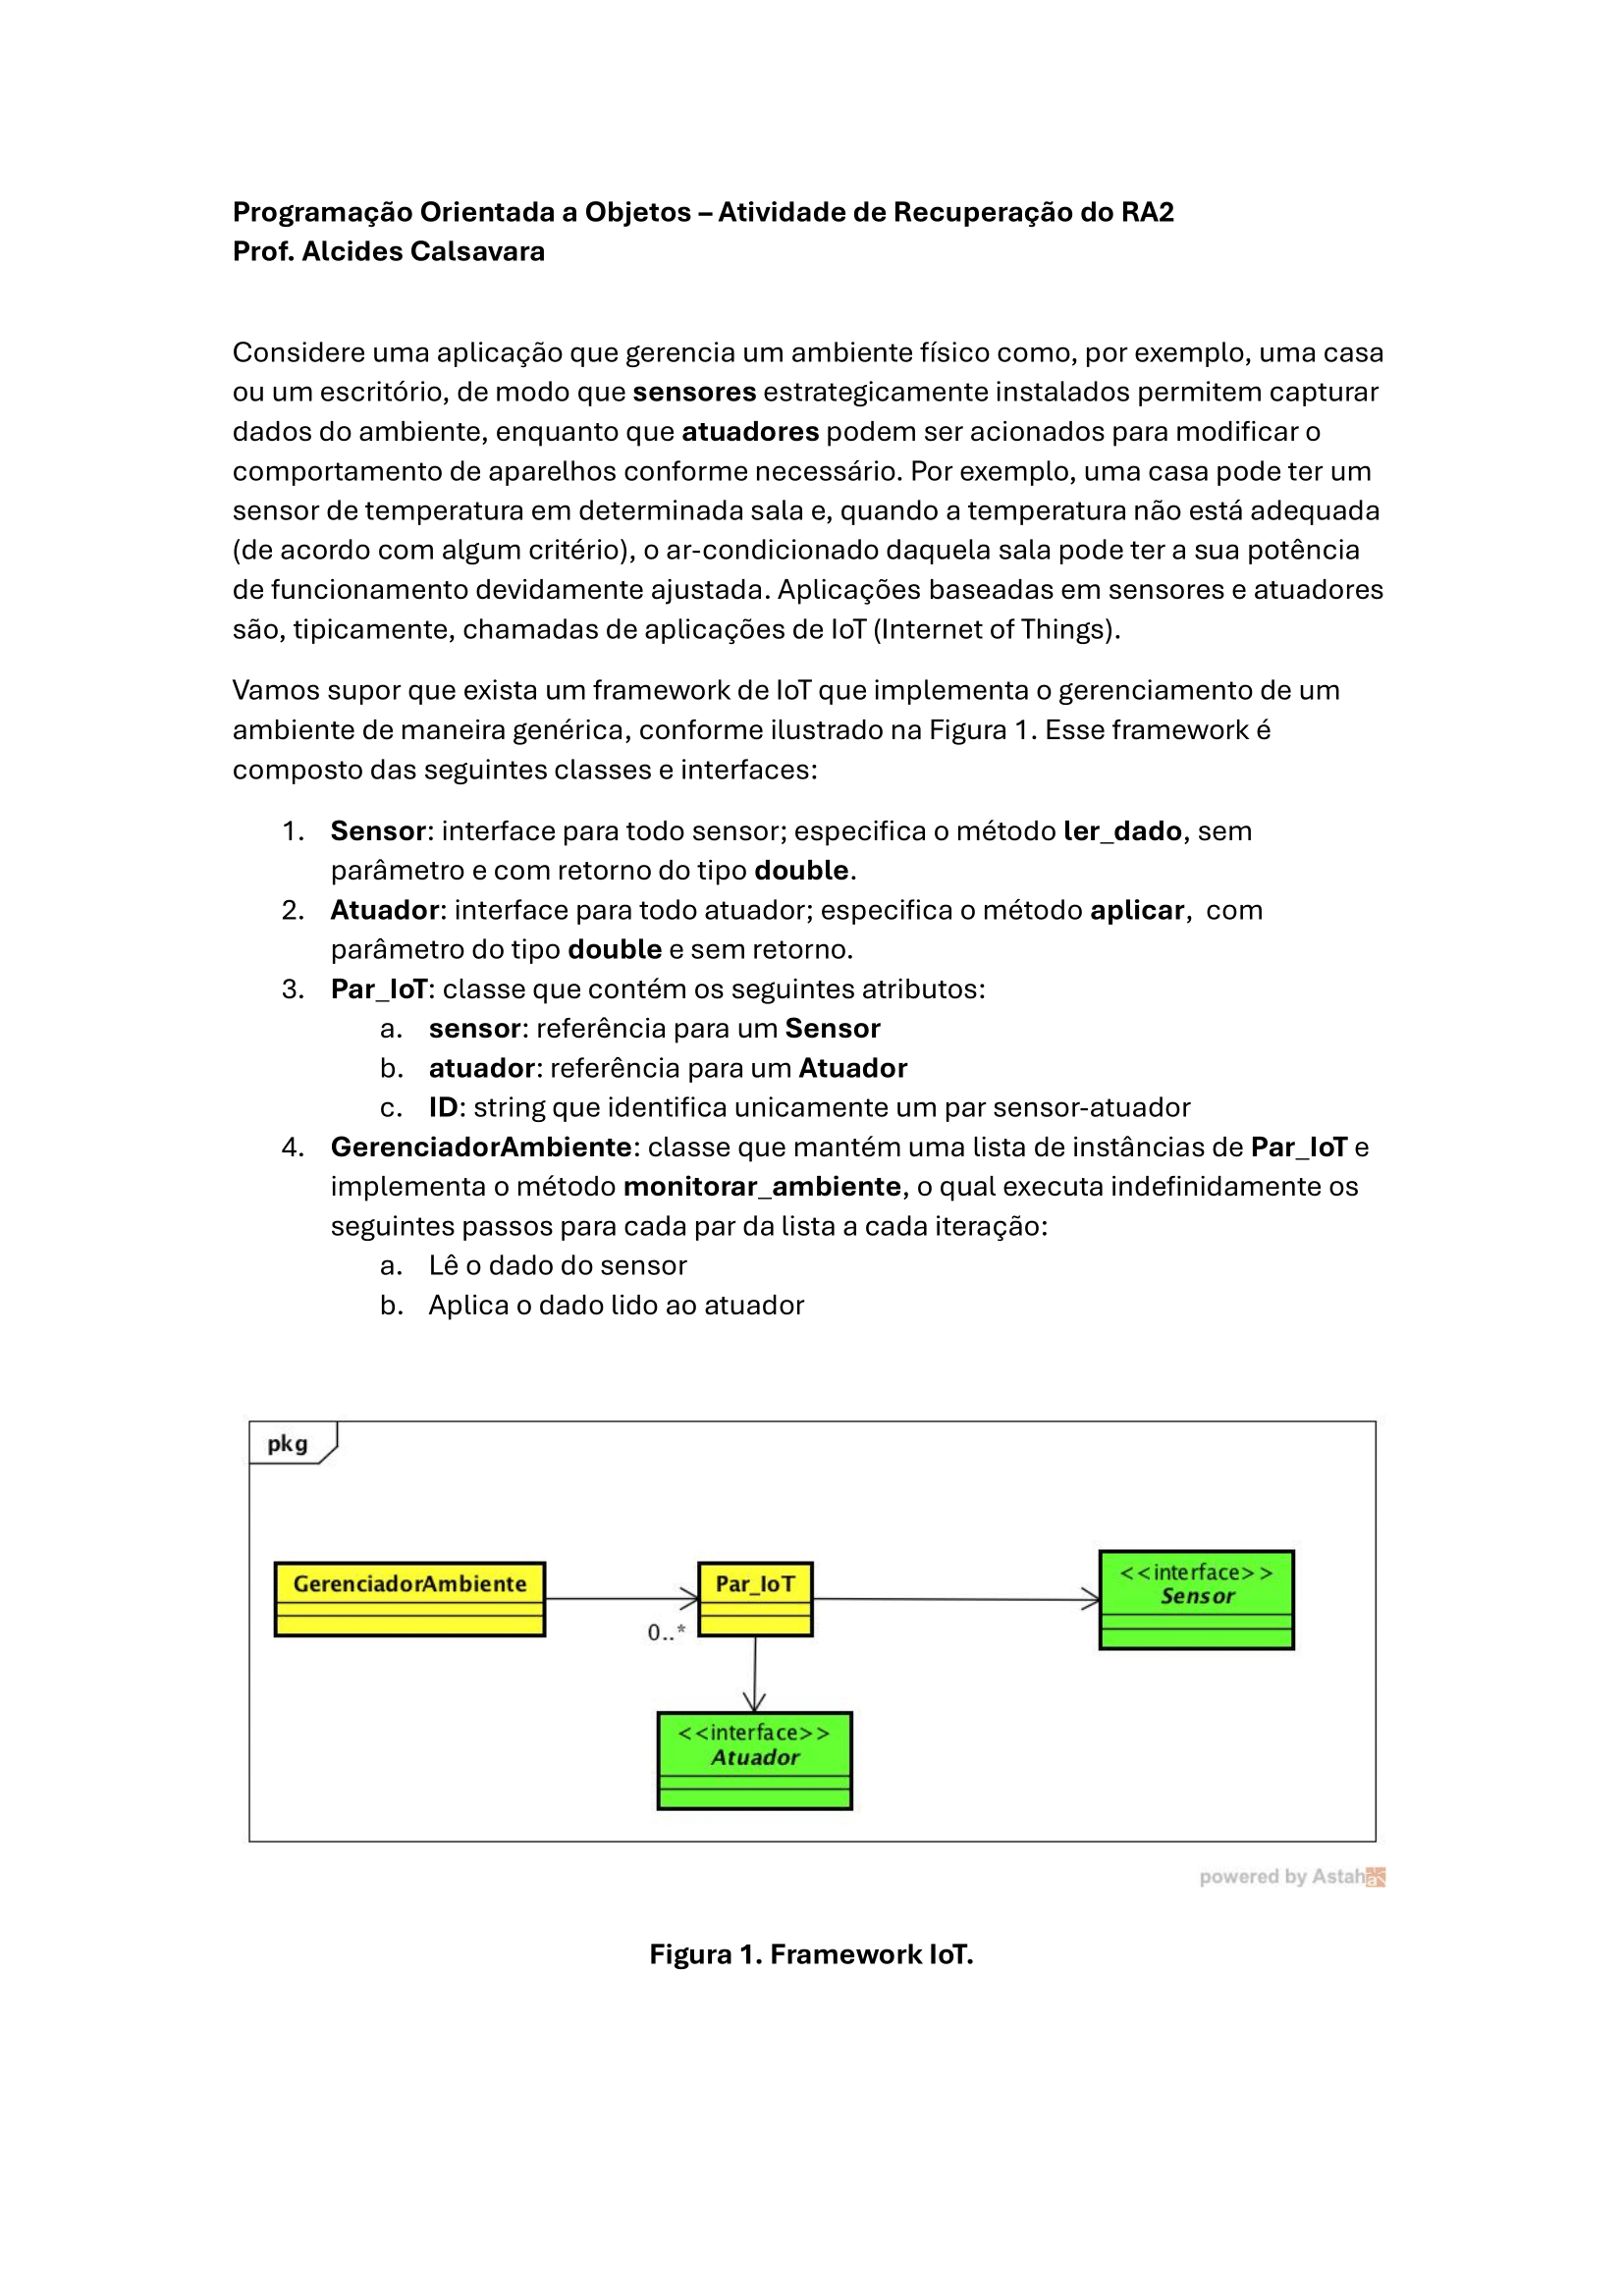 Programação Orientada a Objetos – Atividade de Recuperação do RA2
Prof. Alcides Calsavara
Considere uma aplicação que gerencia um ambiente físico como, por exemplo, uma casa
ou um escritório, de modo que sensores estrategicamente instalados permitem capturar
dados do ambiente, enquanto que atuadores podem ser acionados para modificar o
comportamento de aparelhos conforme necessário. Por exemplo, uma casa pode ter um
sensor de temperatura em determinada sala e, quando a temperatura não está adequada
(de acordo com algum critério), o ar-condicionado daquela sala pode ter a sua potência
de funcionamento devidamente ajustada. Aplicações baseadas em sensores e atuadores
são, tipicamente, chamadas de aplicações de IoT (Internet of Things).
Vamos supor que exista um framework de IoT que implementa o gerenciamento de um
ambiente de maneira genérica, conforme ilustrado na Figura 1. Esse framework é
composto das seguintes classes e interfaces:
1. Sensor: interface para todo sensor; especifica o método ler_dado, sem
parâmetro e com retorno do tipo double.
2. Atuador: interface para todo atuador; especifica o método aplicar, com
parâmetro do tipo double e sem retorno.
3. Par_IoT: classe que contém os seguintes atributos:
a. sensor: referência para um Sensor
b. atuador: referência para um Atuador
c. ID: string que identifica unicamente um par sensor-atuador
4. GerenciadorAmbiente: classe que mantém uma lista de instâncias de Par_IoT e
implementa o método monitorar_ambiente, o qual executa indefinidamente os
seguintes passos para cada par da lista a cada iteração:
a. Lê o dado do sensor
b. Aplica o dado lido ao atuador
pkg
GerenciadorAmbiente
0..*
Par_IoT
<<interface>>
Sensor
<<interface>>
Atuador
powered by Astah
Figura 1. Framework IoT.